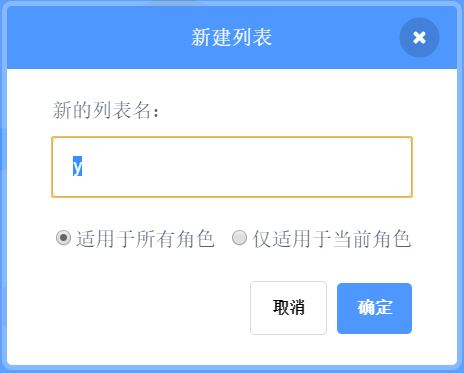 新建列表
新的列表名：
y
适用于所有角色 仅适用于当前角色
取消 确定